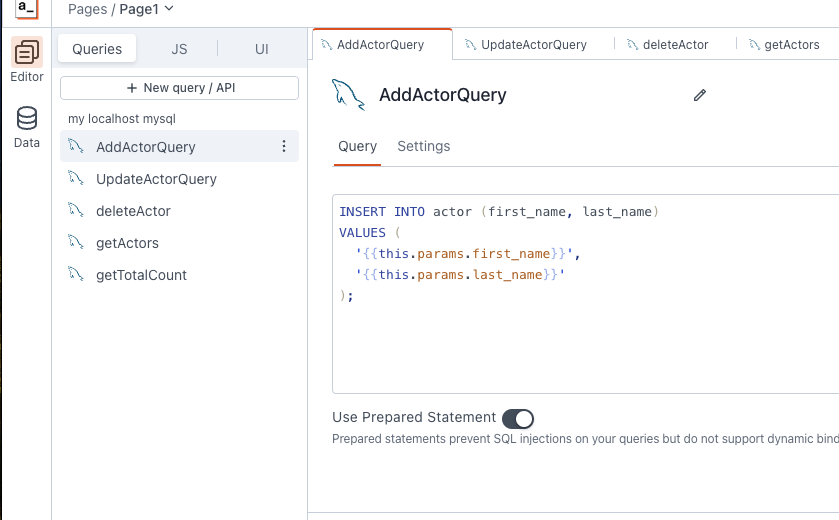 a_
Pages / Page1
Editor
Data
Queries JS UI
+ New query / API
my localhost mysql
AddActorQuery
UpdateActorQuery
deleteActor
getActors
getTotalCount
AddActorQuery UpdateActorQuery deleteActor getActors
AddActorQuery
Query Settings
INSERT INTO actor (first_name, last_name)
VALUES (
'{{this.params.first_name}}',
'{{this.params.last_name}}'
);
Use Prepared Statement
Prepared statements prevent SQL injections on your queries but do not support dynamic bind